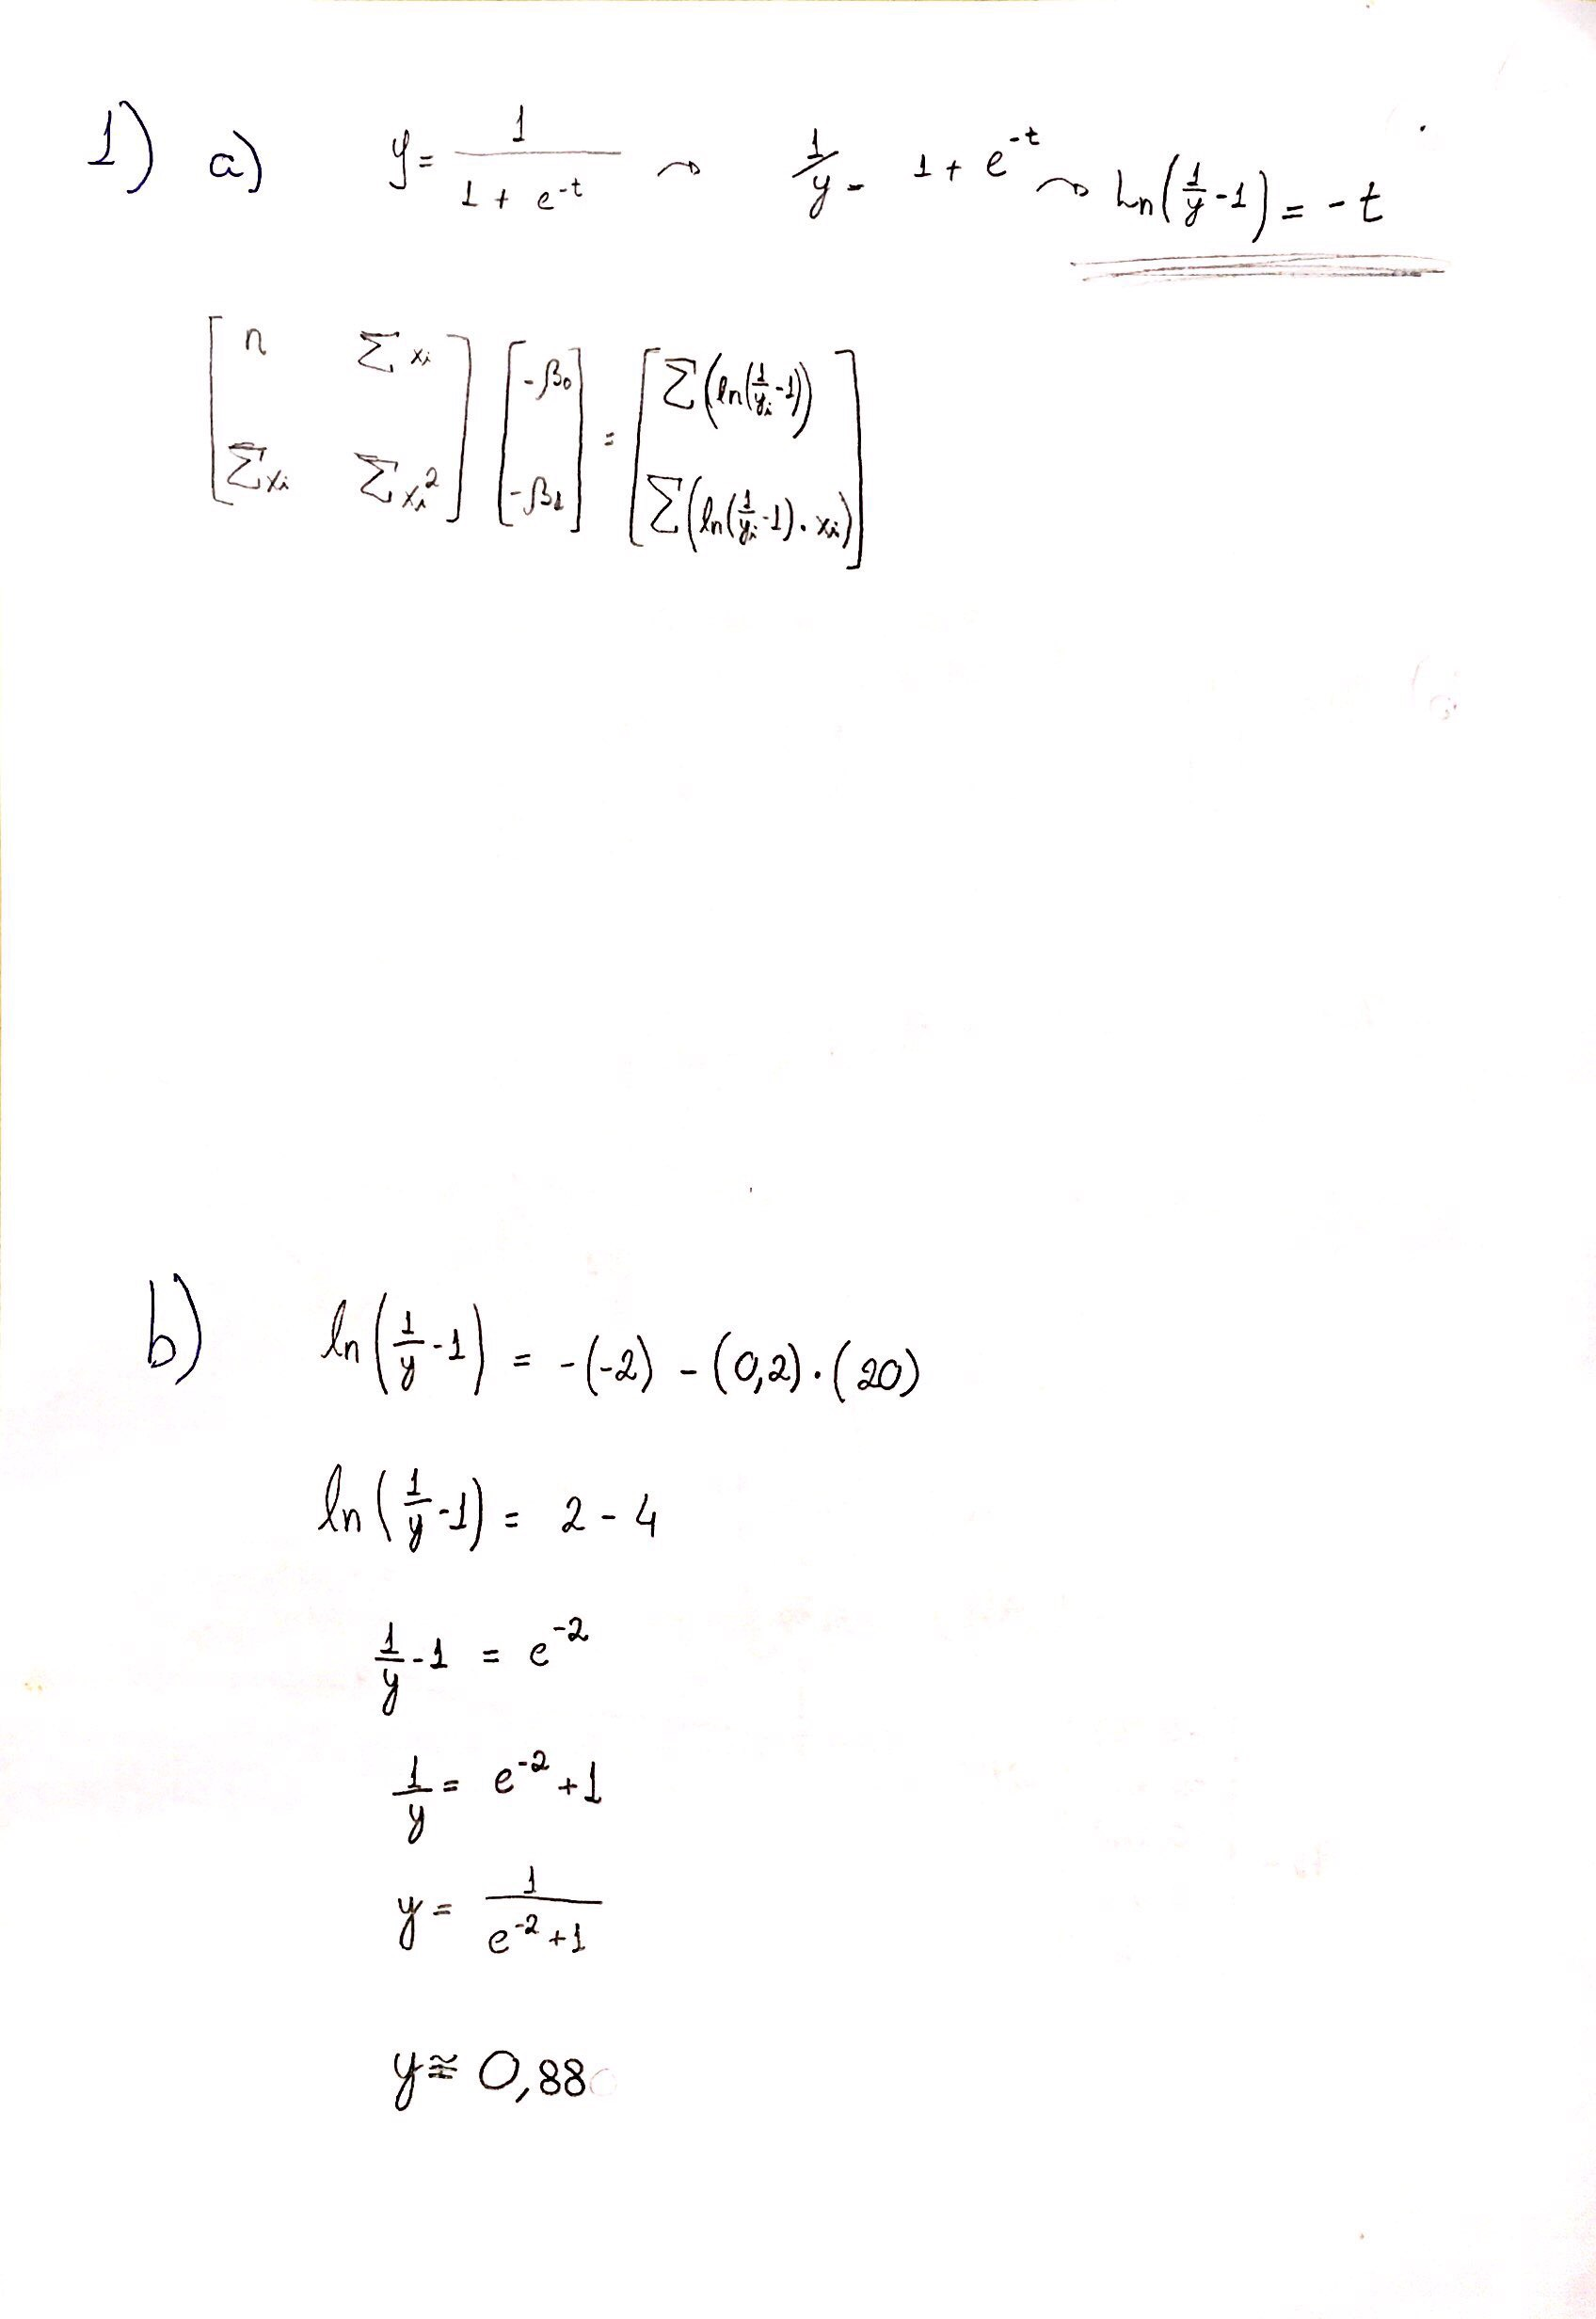 1) a) y = 1/(1 + e^-t) ⤳ 1/y - 1 + e^-t ⤳ Ln(1/y - 1) = -t
[n Σxi; Σxi Σxi²] [-β0; -β1] = [Σ(ln(1/yi - 1)); Σ(ln(1/yi - 1) · xi)]
b) ln(1/y - 1) = -(-2) - (0,2)·(20)
ln(1/y - 1) = 2 - 4
1/y - 1 = e^-2
1/y = e^-2 + 1
y = 1/(e^-2 + 1)
y ≅ 0,88